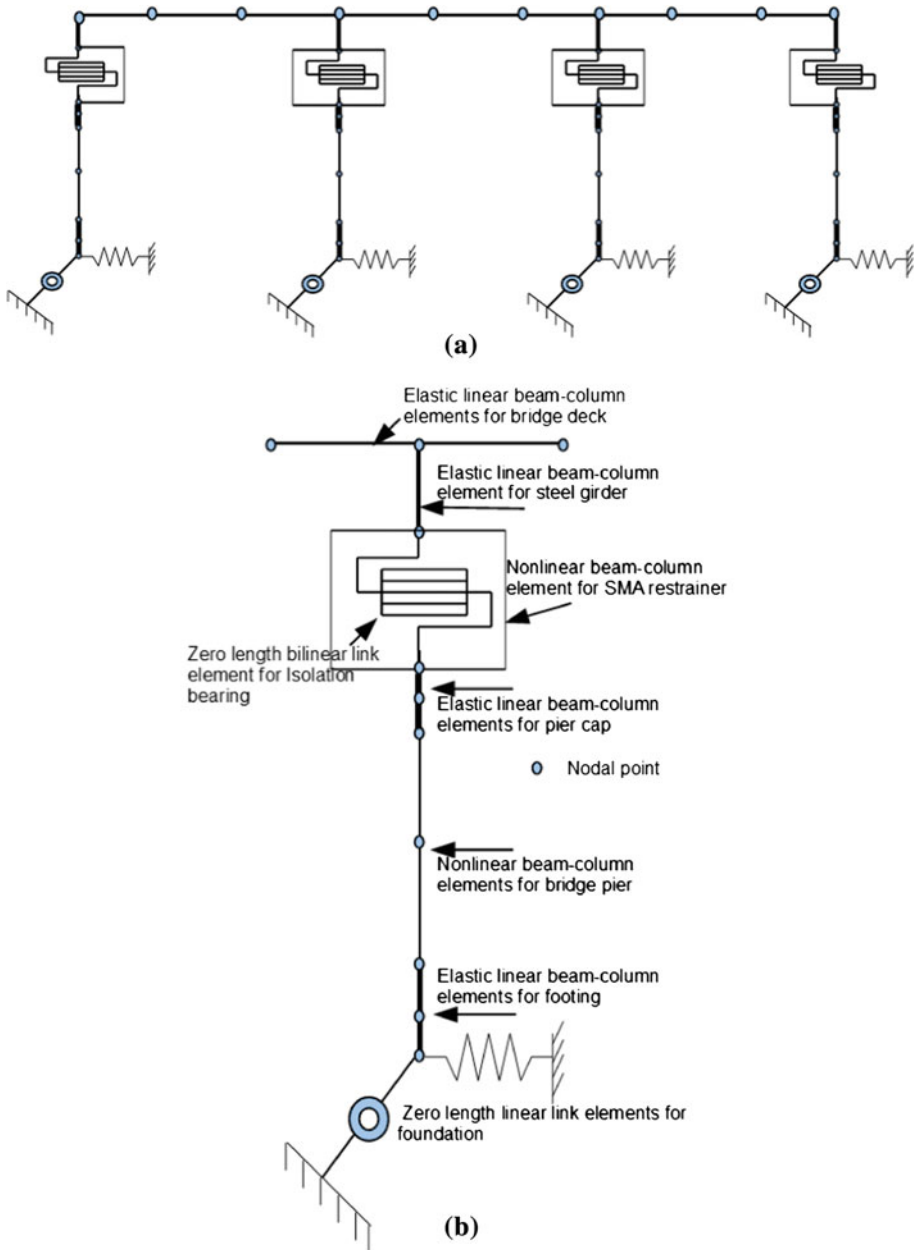 (a)
Elastic linear beam-column
elements for bridge deck
Elastic linear beam-column
element for steel girder
Nonlinear beam-column
element for SMA restrainer
Zero length bilinear link
element for Isolation
bearing
Elastic linear beam-column
elements for pier cap
Nodal point
Nonlinear beam-column
elements for bridge pier
Elastic linear beam-column
elements for footing
Zero length linear link elements for
foundation
(b)